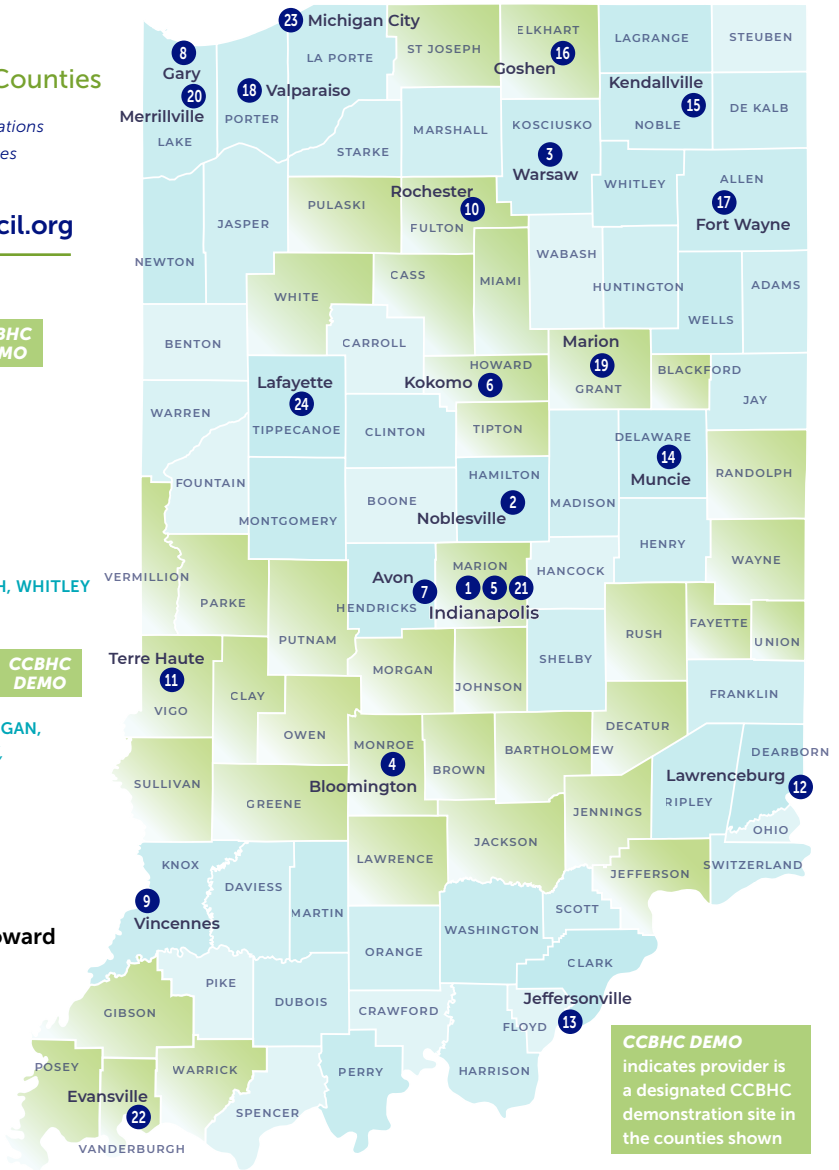 23 Michigan City
8
Gary
20
Merrillville
LAKE
18 Valparaiso
PORTER
LA PORTE
ST JOSEPH
ELKHART
16
Goshen
LAGRANGE
STEUBEN
Counties
Kendallville
15
NOBLE
DE KALB
MARSHALL
KOSCIUSKO
3
Warsaw
STARKE
WHITLEY
ALLEN
17
Fort Wayne
Rochester
10
FULTON
PULASKI
cil.org
JASPER
NEWTON
WABASH
HUNTINGTON
ADAMS
WELLS
CASS
MIAMI
WHITE
BENTON
CARROLL
Marion
19
GRANT
BLACKFORD
JAY
HOWARD
Kokomo 6
Lafayette
24
TIPPECANOE
WARREN
CLINTON
TIPTON
DELAWARE
14
Muncie
RANDOLPH
FOUNTAIN
MONTGOMERY
BOONE
HAMILTON
2
Noblesville
MADISON
HENRY
WAYNE
VERMILLION
PARKE
H, WHITLEY
Avon
7
HENDRICKS
MARION
1 5 21
Indianapolis
HANCOCK
PUTNAM
RUSH
FAYETTE
UNION
CCBHC
DEMO
Terre Haute
11
VIGO
CLAY
MORGAN
JOHNSON
SHELBY
FRANKLIN
GAN,
OWEN
MONROE
4
Bloomington
BROWN
BARTHOLOMEW
DECATUR
DEARBORN
Lawrenceburg
12
RIPLEY
OHIO
SULLIVAN
GREENE
JENNINGS
JACKSON
LAWRENCE
JEFFERSON
SWITZERLAND
KNOX
9
Vincennes
DAVIESS
MARTIN
oward
ORANGE
WASHINGTON
SCOTT
CLARK
Jeffersonville
13
FLOYD
PIKE
DUBOIS
CRAWFORD
GIBSON
HARRISON
PERRY
POSEY
WARRICK
Evansville
22
SPENCER
VANDERBURGH
CCBHC DEMO
indicates provider is
a designated CCBHC
demonstration site in
the counties shown